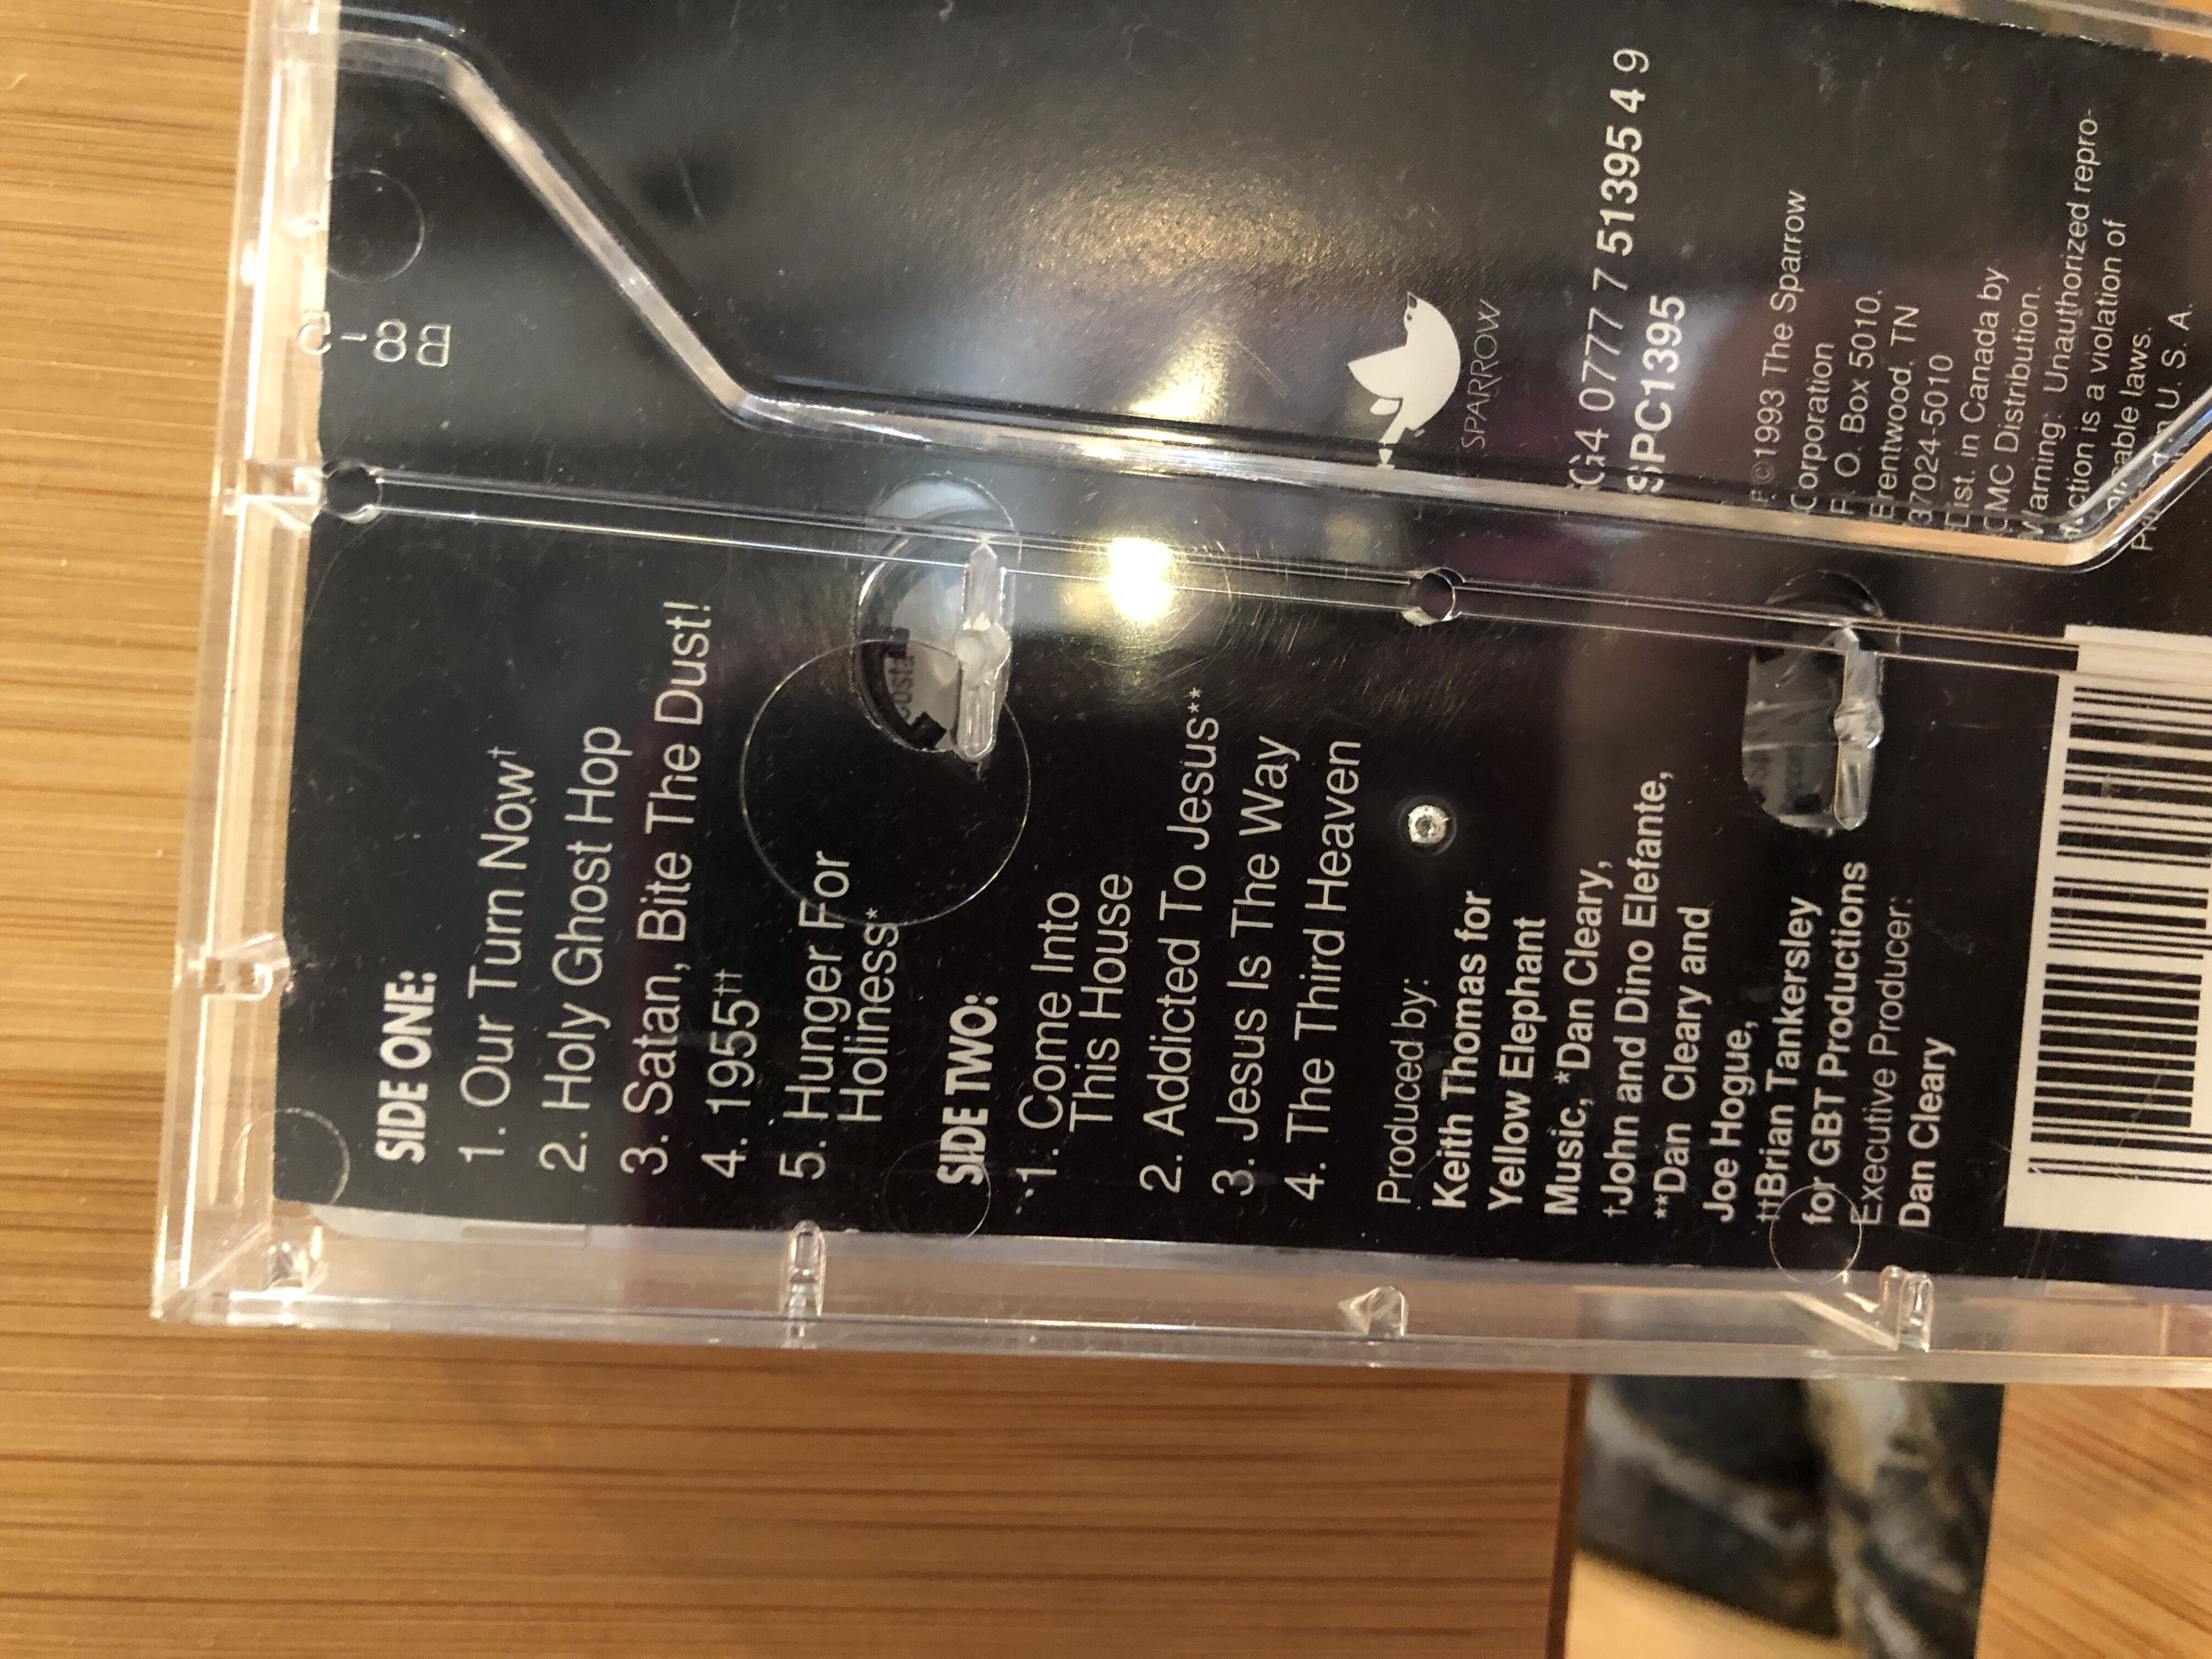 SIDE ONE:
1. Our Turn Now†
2. Holy Ghost Hop
3. Satan, Bite The Dust!
4. 1955††
5. Hunger For
Holiness*
SIDE TWO:
1. Come Into
This House
2. Addicted To Jesus**
3. Jesus Is The Way
4. The Third Heaven
Produced by:
Keith Thomas for
Yellow Elephant
Music, *Dan Cleary,
†John and Dino Elefante,
**Dan Cleary and
Joe Hogue,
††Brian Tankersley
for GBT Productions
Executive Producer:
Dan Cleary
SPARROW
G4 0777 7 51395 4 9
SPC1395
℗©1993 The Sparrow
Corporation
P. O. Box 5010,
Brentwood, TN
37024-5010
Dist. in Canada by
CMC Distribution.
Warning: Unauthorized repro-
duction is a violation of
applicable laws.
U. S. A.